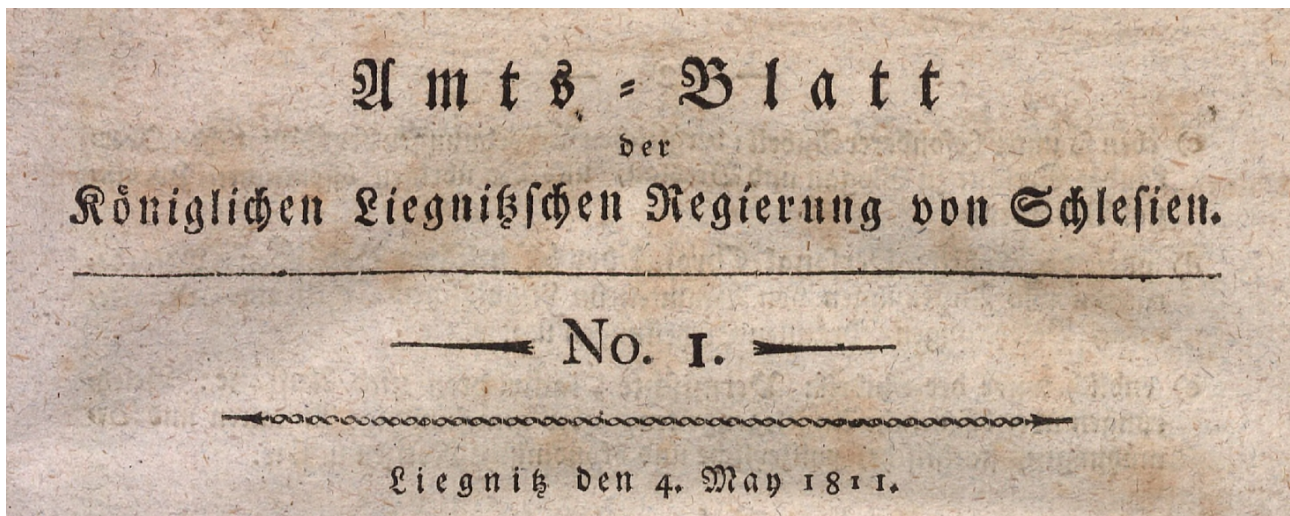 Amts-Blatt
der
Königlichen Liegnitzschen Regierung von Schlesien.
No. 1.
Liegnitz den 4. May 1811.